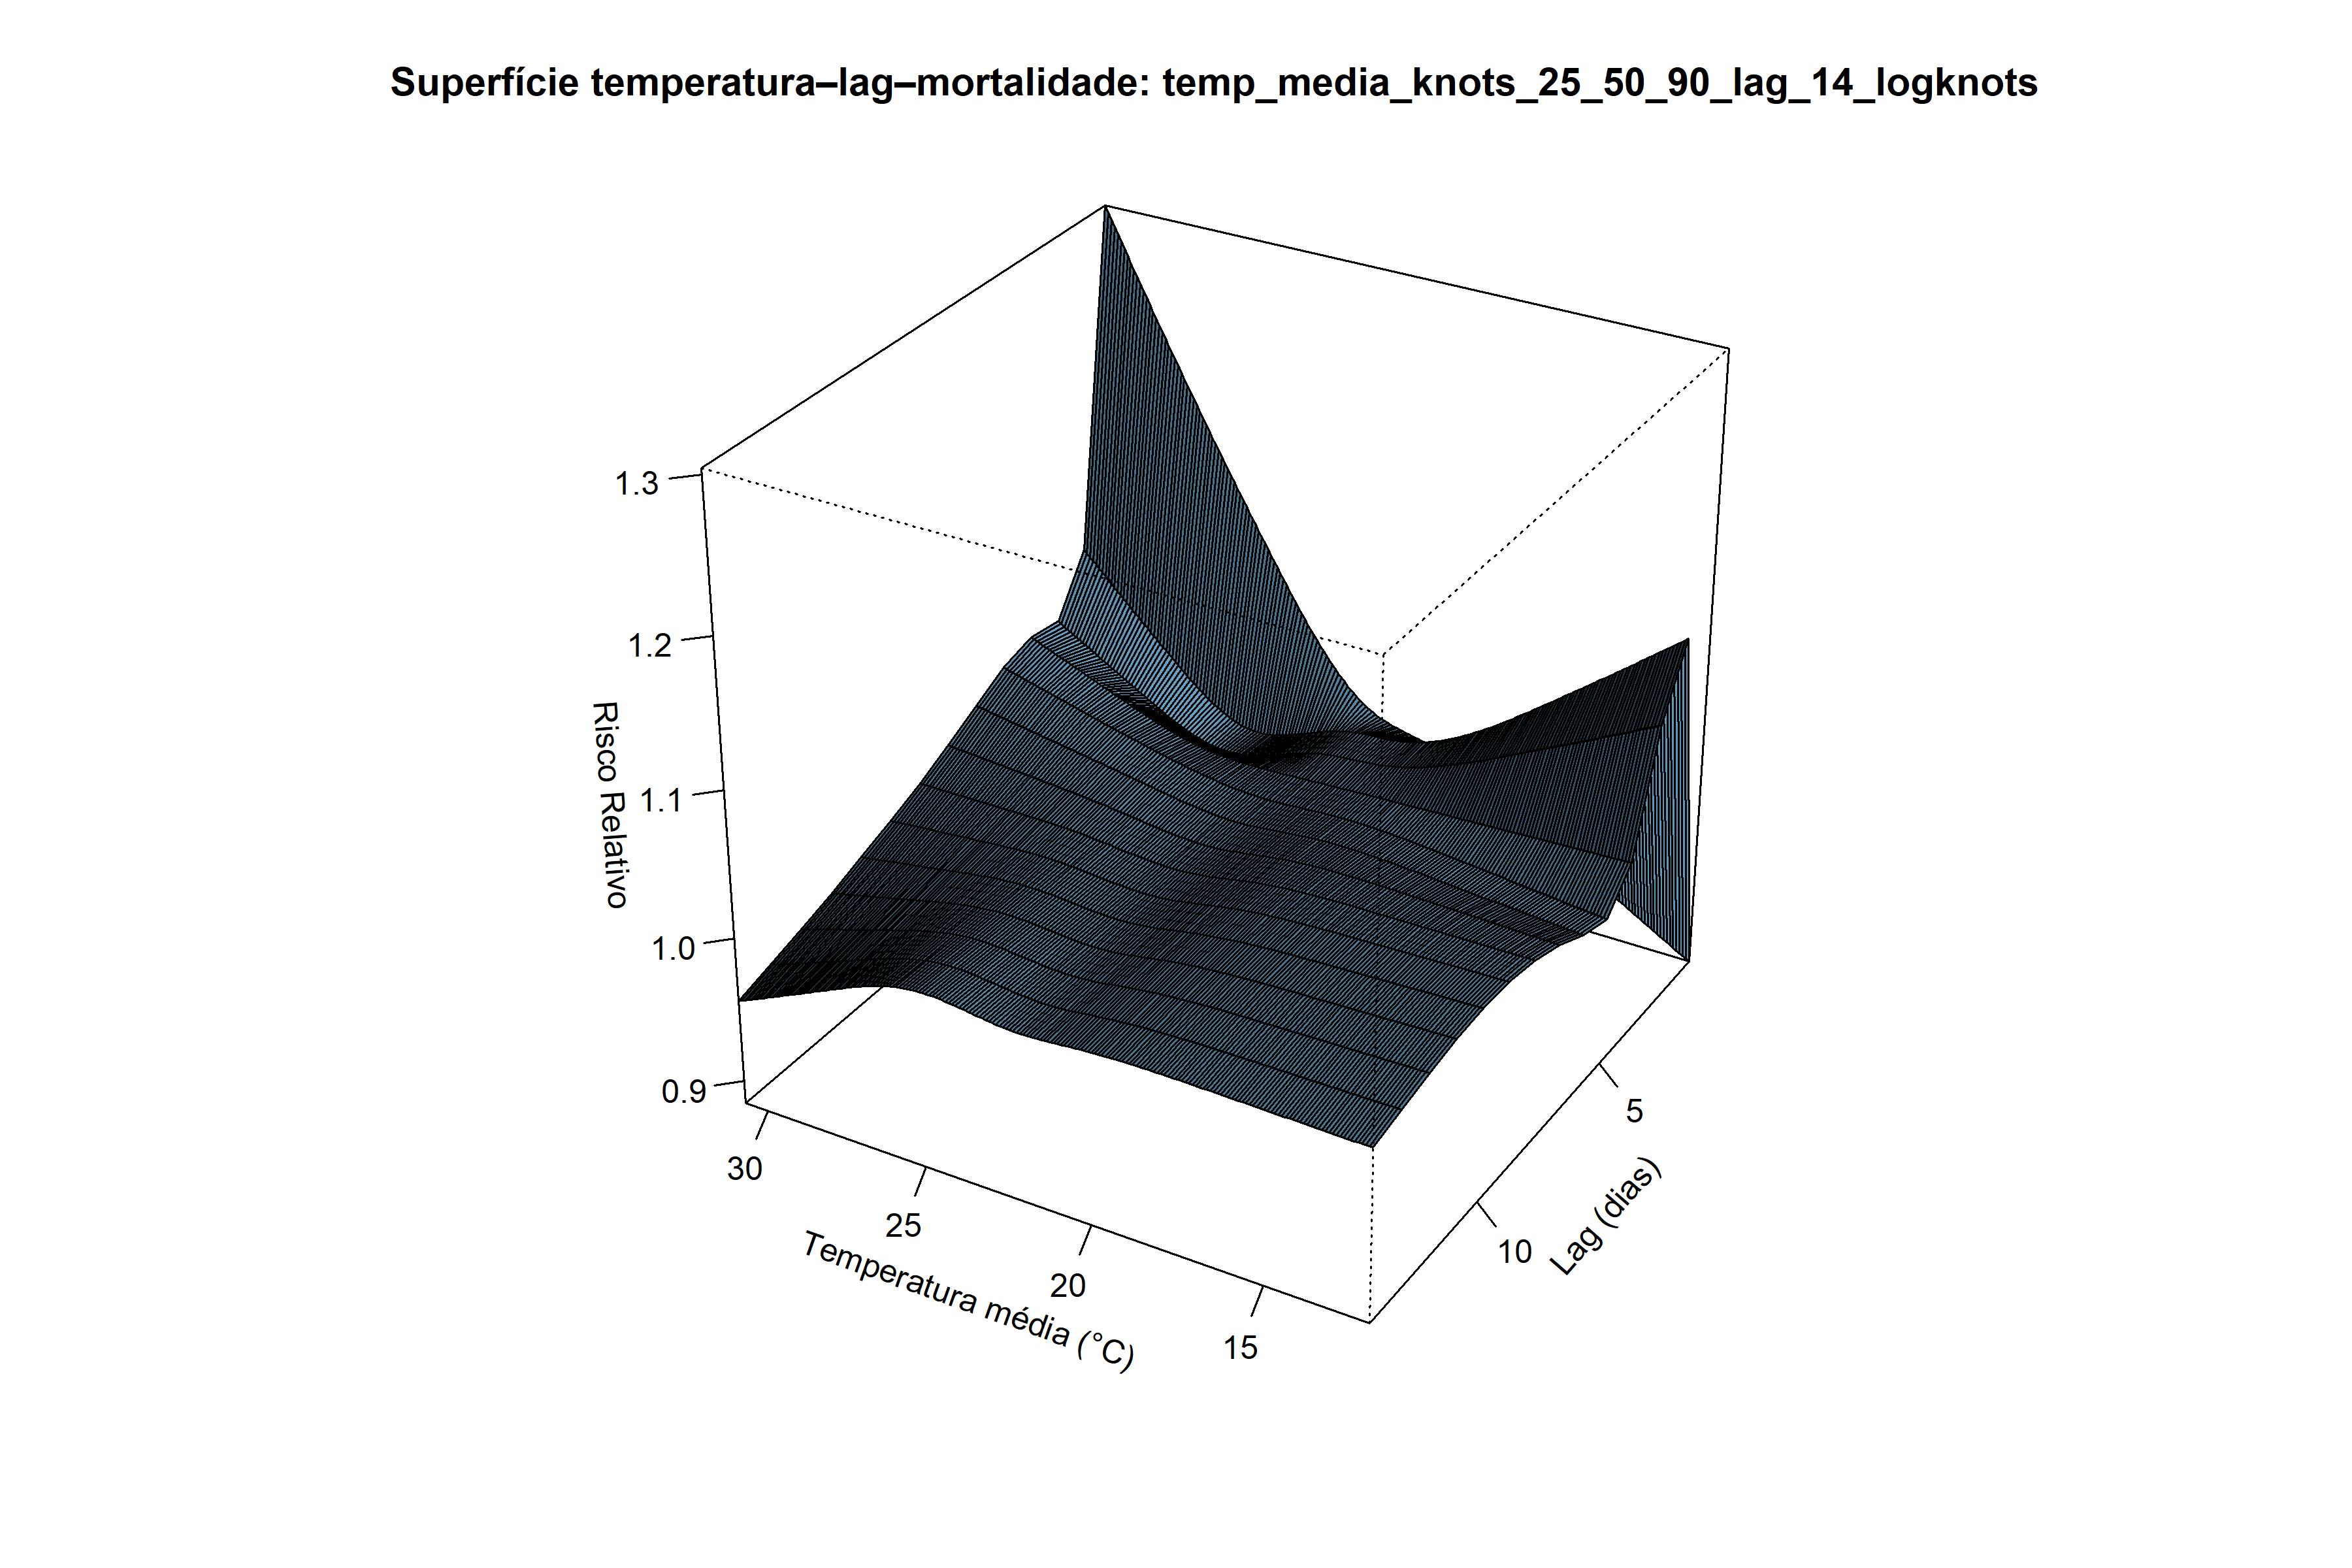 Superfície temperatura–lag–mortalidade: temp_media_knots_25_50_90_lag_14_logknots
1.3
1.2
1.1
1.0
0.9
Risco Relativo
30
25
20
15
Temperatura média (°C)
5
10
Lag (dias)